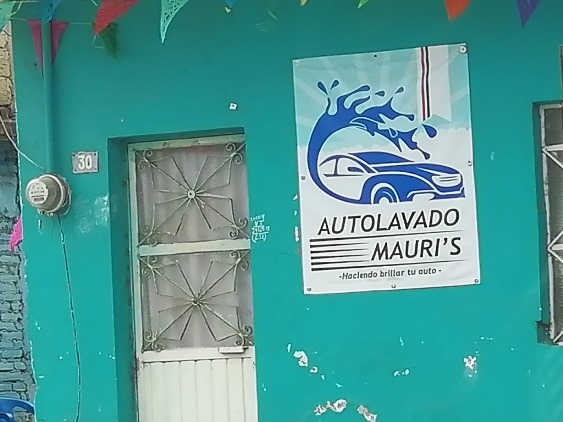 30
AUTOLAVADO
MAURI'S
-Haciendo brillar tu auto -